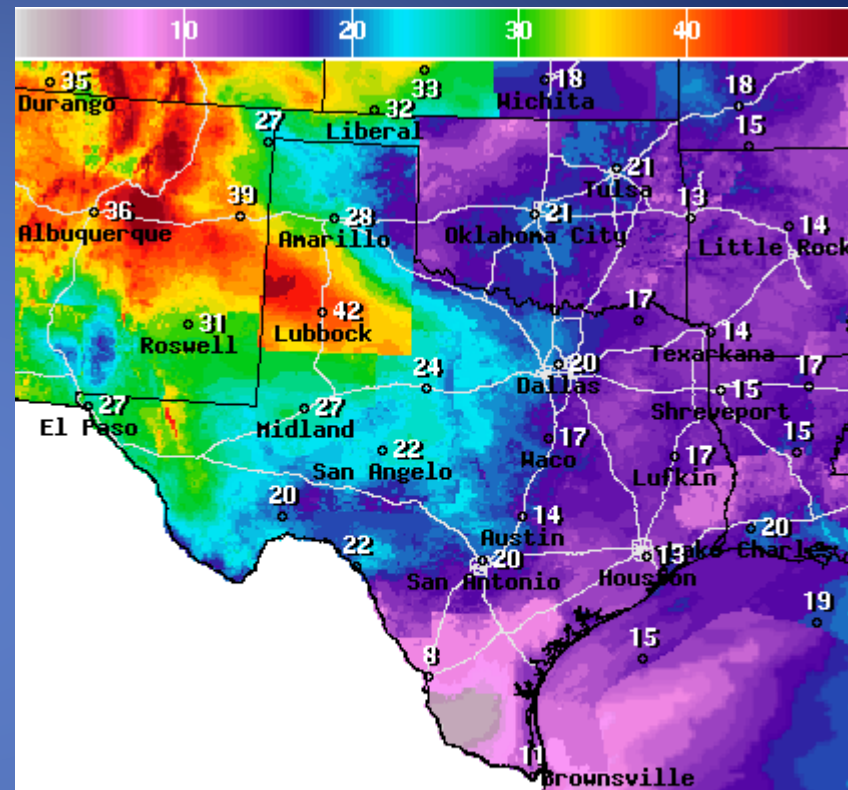 10 20 30 40
35 33 18 18
Durango 32 Wichita
27 Liberal 15
21
Tulsa
36 39 28 21 13 14
Albuquerque Amarillo Oklahoma City Little Rock
31 42 17 14
Roswell Lubbock Texarkana
24 20 17
Dallas 15
27 27 Shreveport
El Paso Midland
22 17 17 15
San Angelo Waco Lufkin
20 14 20
Austin Lake Charles
22 20 13
San Antonio Houston
19
8 15
11
Brownsville